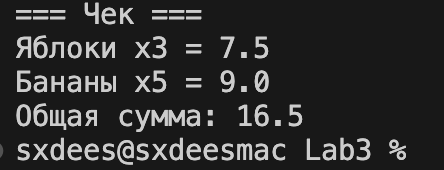 === Чек ===
Яблоки x3 = 7.5
Бананы x5 = 9.0
Общая сумма: 16.5
sxdees@sxdeesmac Lab3 %